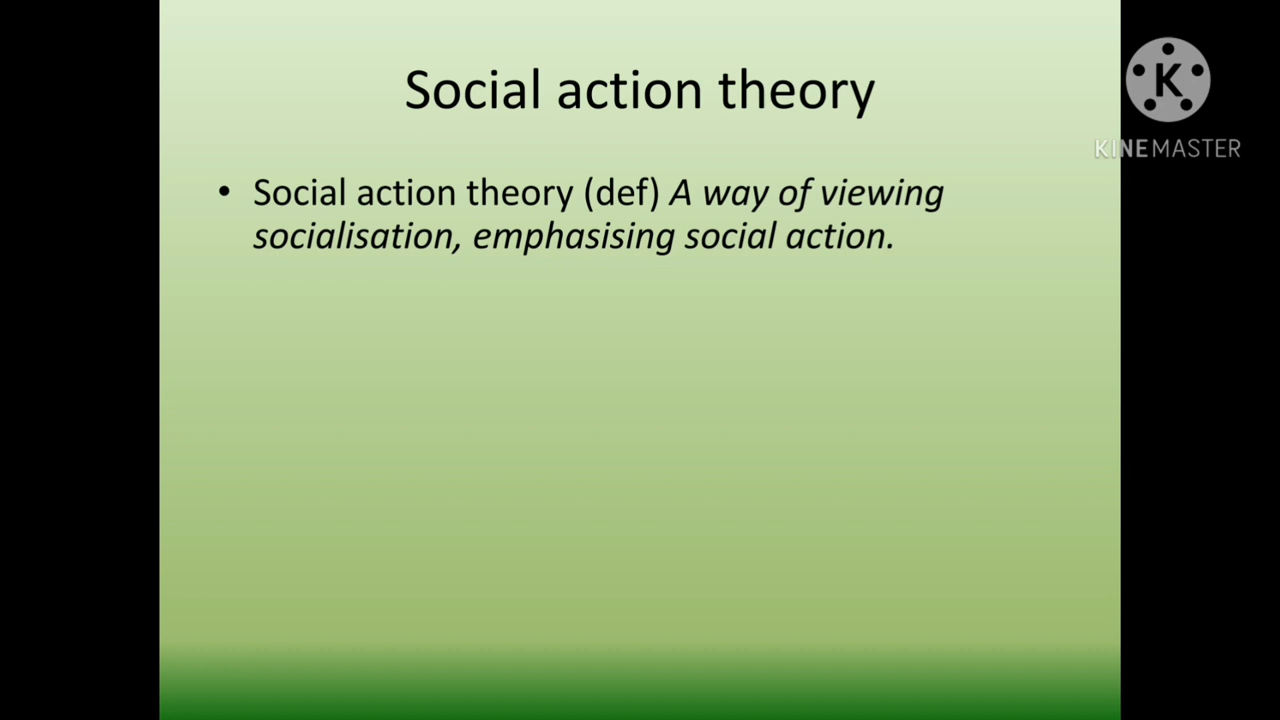 Social action theory
K
KINEMASTER
• Social action theory (def) A way of viewing
socialisation, emphasising social action.